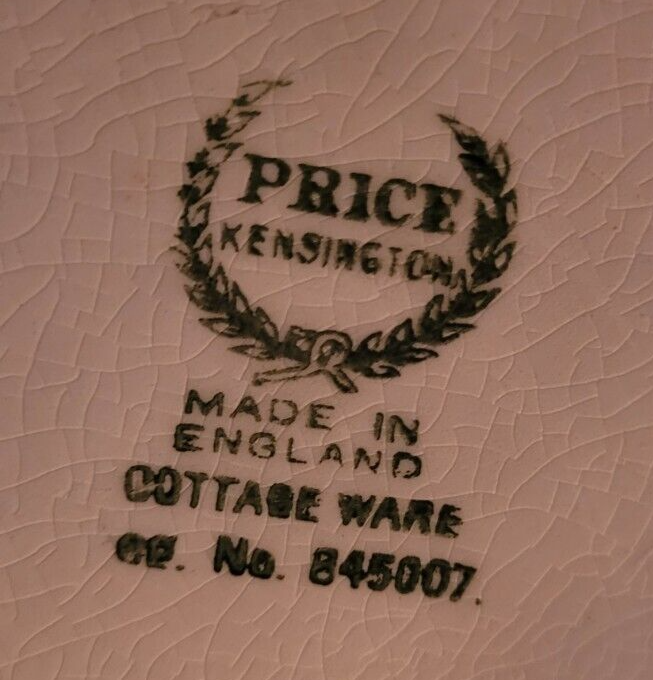 PRICE
KENSINGTON
MADE IN
ENGLAND
COTTAGE WARE
No. 845007.